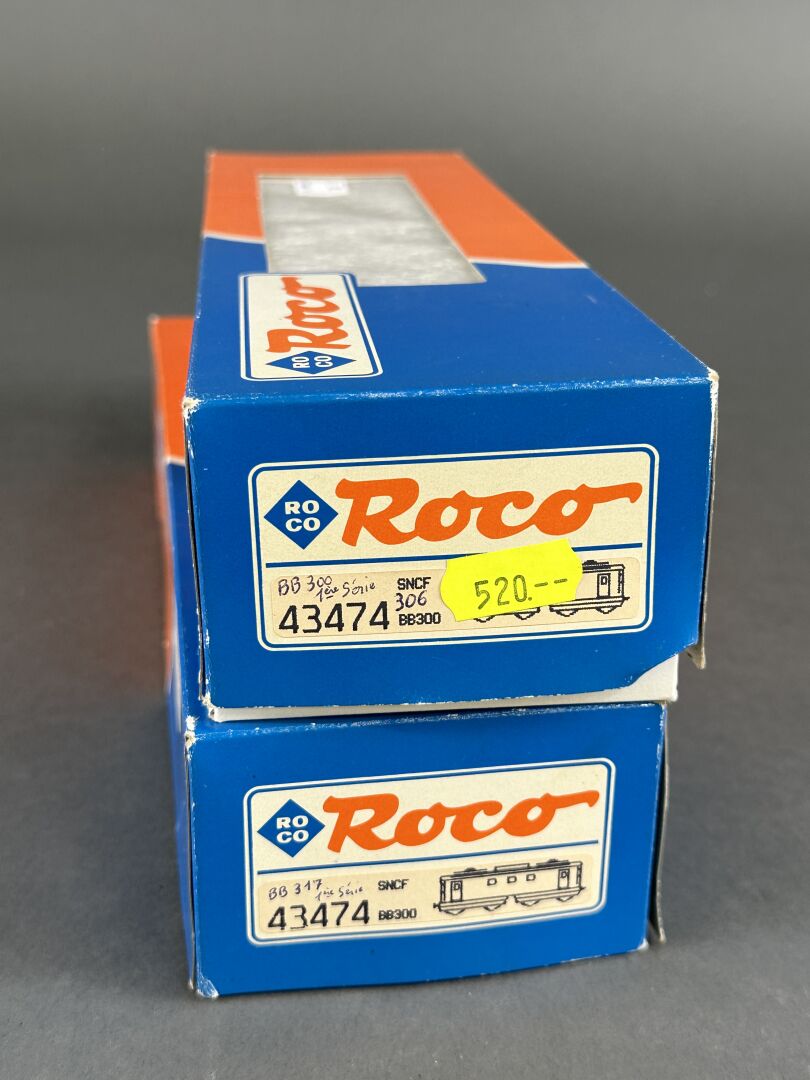 RO
CO
Roco
RO
CO
Roco
BB 300
1ère Série
SNCF
306
43474
BB300
520.--
RO
CO
Roco
BB 317
1ère Série
SNCF
43474
BB300